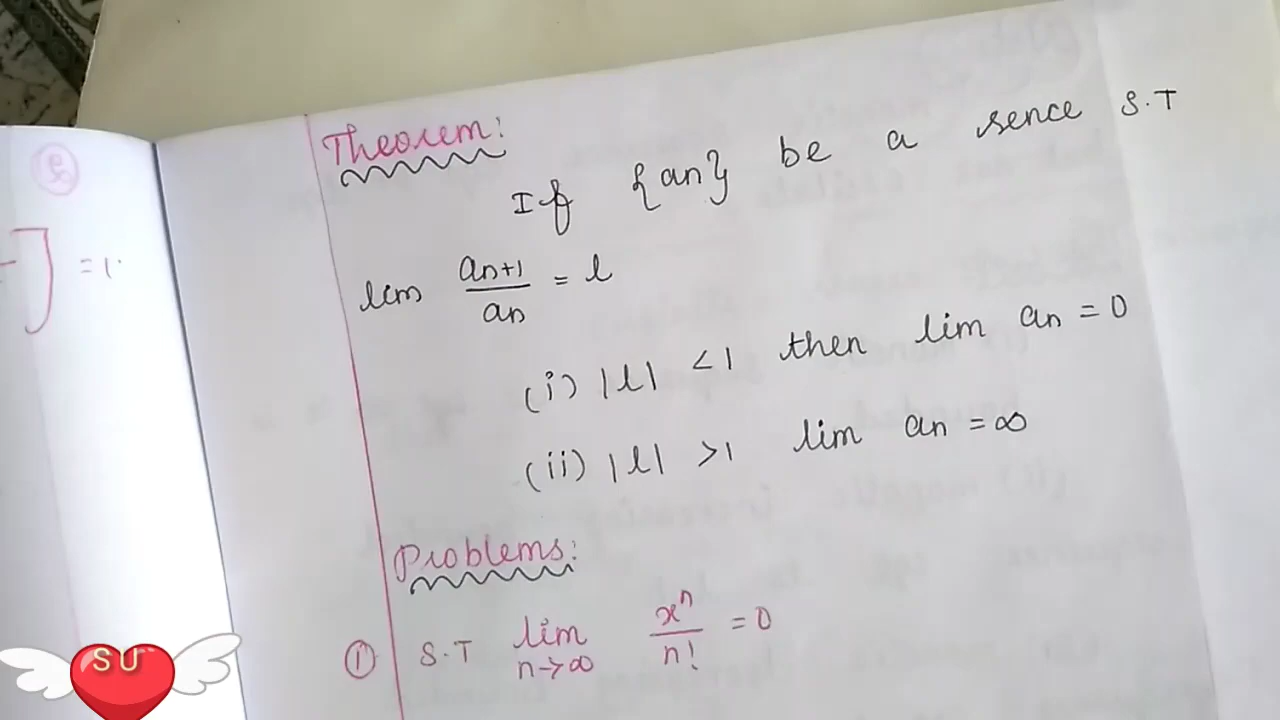 Theorem:
If {an} be a sence S.T
lim an+1/an = l
(i) |l| < 1 then lim an = 0
(ii) |l| > 1 lim an = ∞
Problems:
① S.T lim n→∞ xⁿ/n! = 0
SU